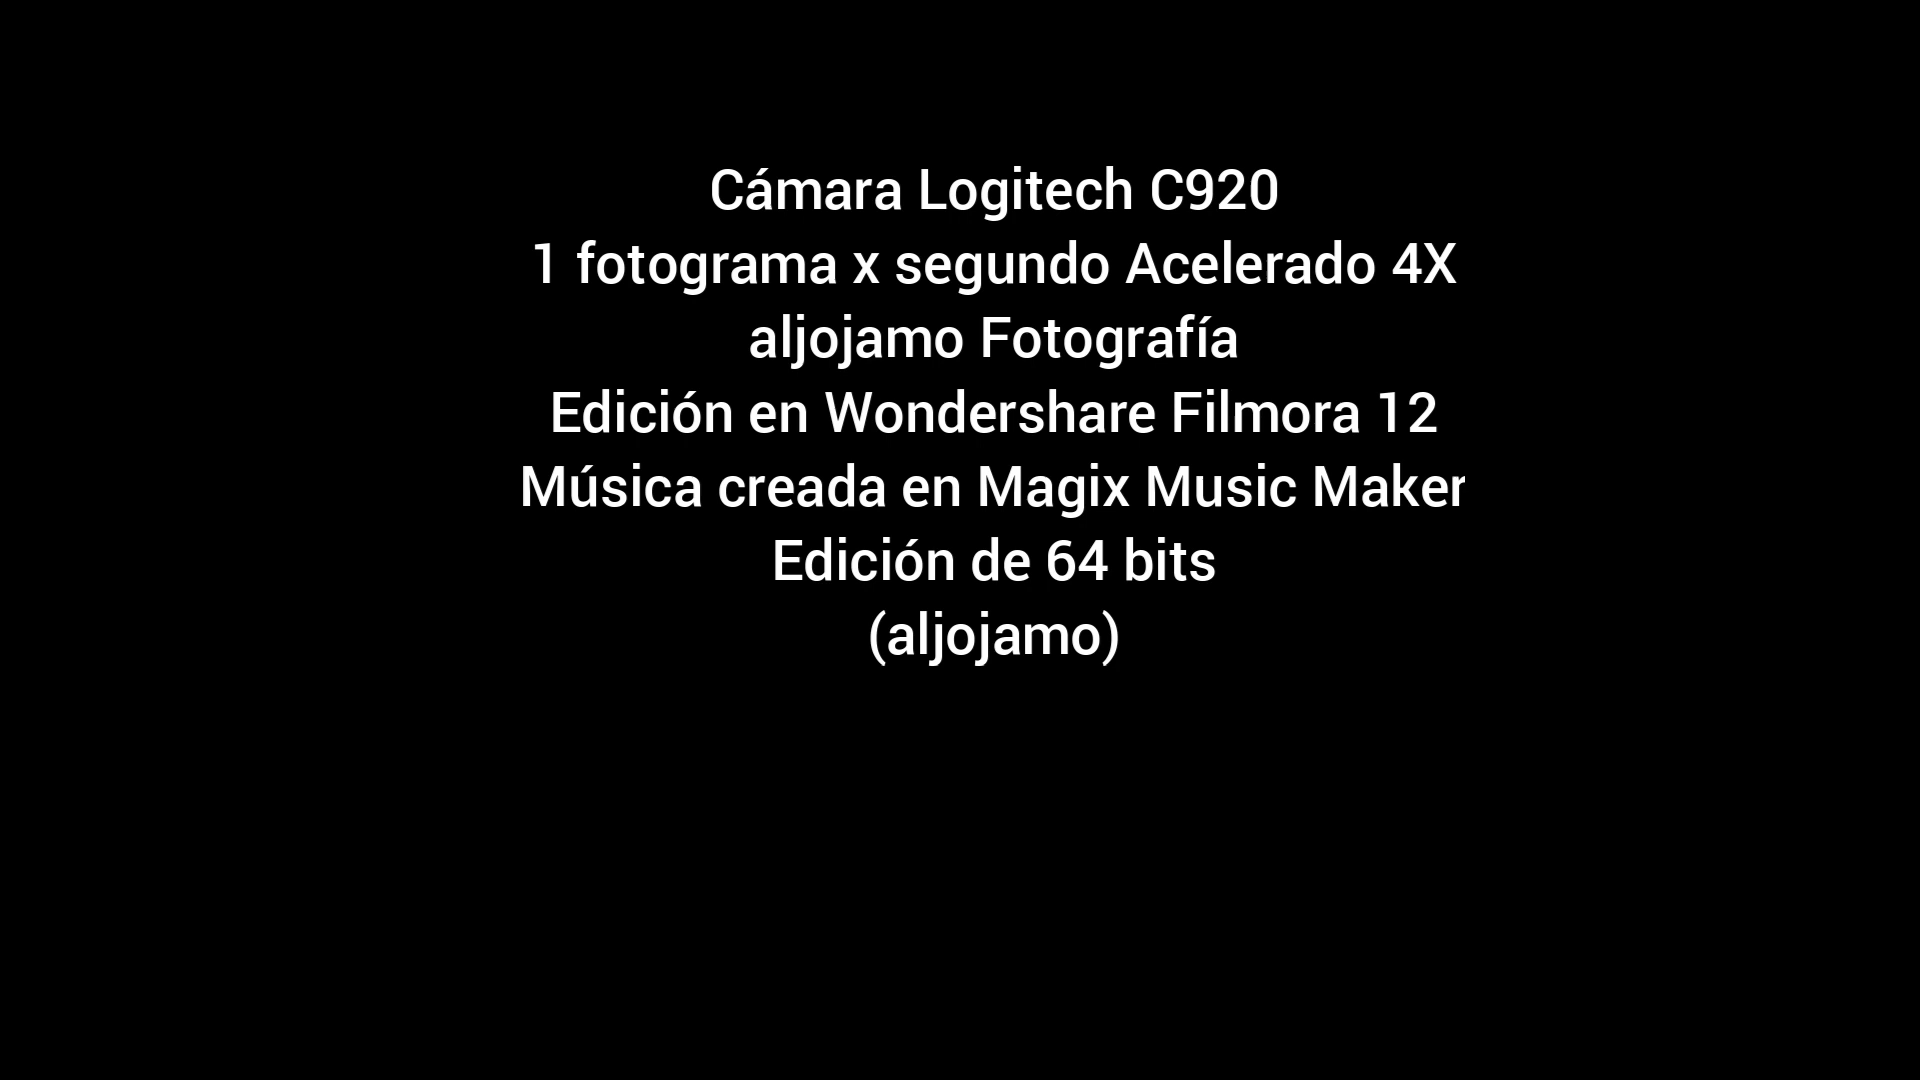 Cámara Logitech C920
1 fotograma x segundo Acelerado 4X
aljojamo Fotografía
Edición en Wondershare Filmora 12
Música creada en Magix Music Maker
Edición de 64 bits
(aljojamo)